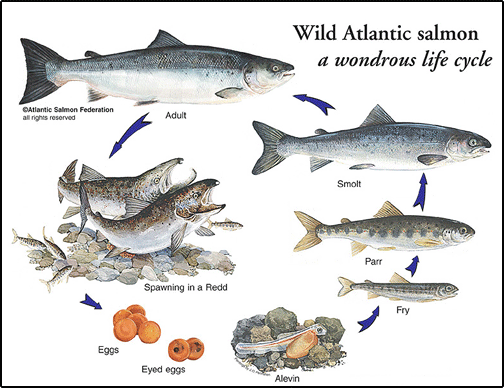 Wild Atlantic salmon
a wondrous life cycle
©Atlantic Salmon Federation
all rights reserved
Adult
Smolt
Spawning in a Redd
Parr
Fry
Eggs
Eyed eggs
Alevin